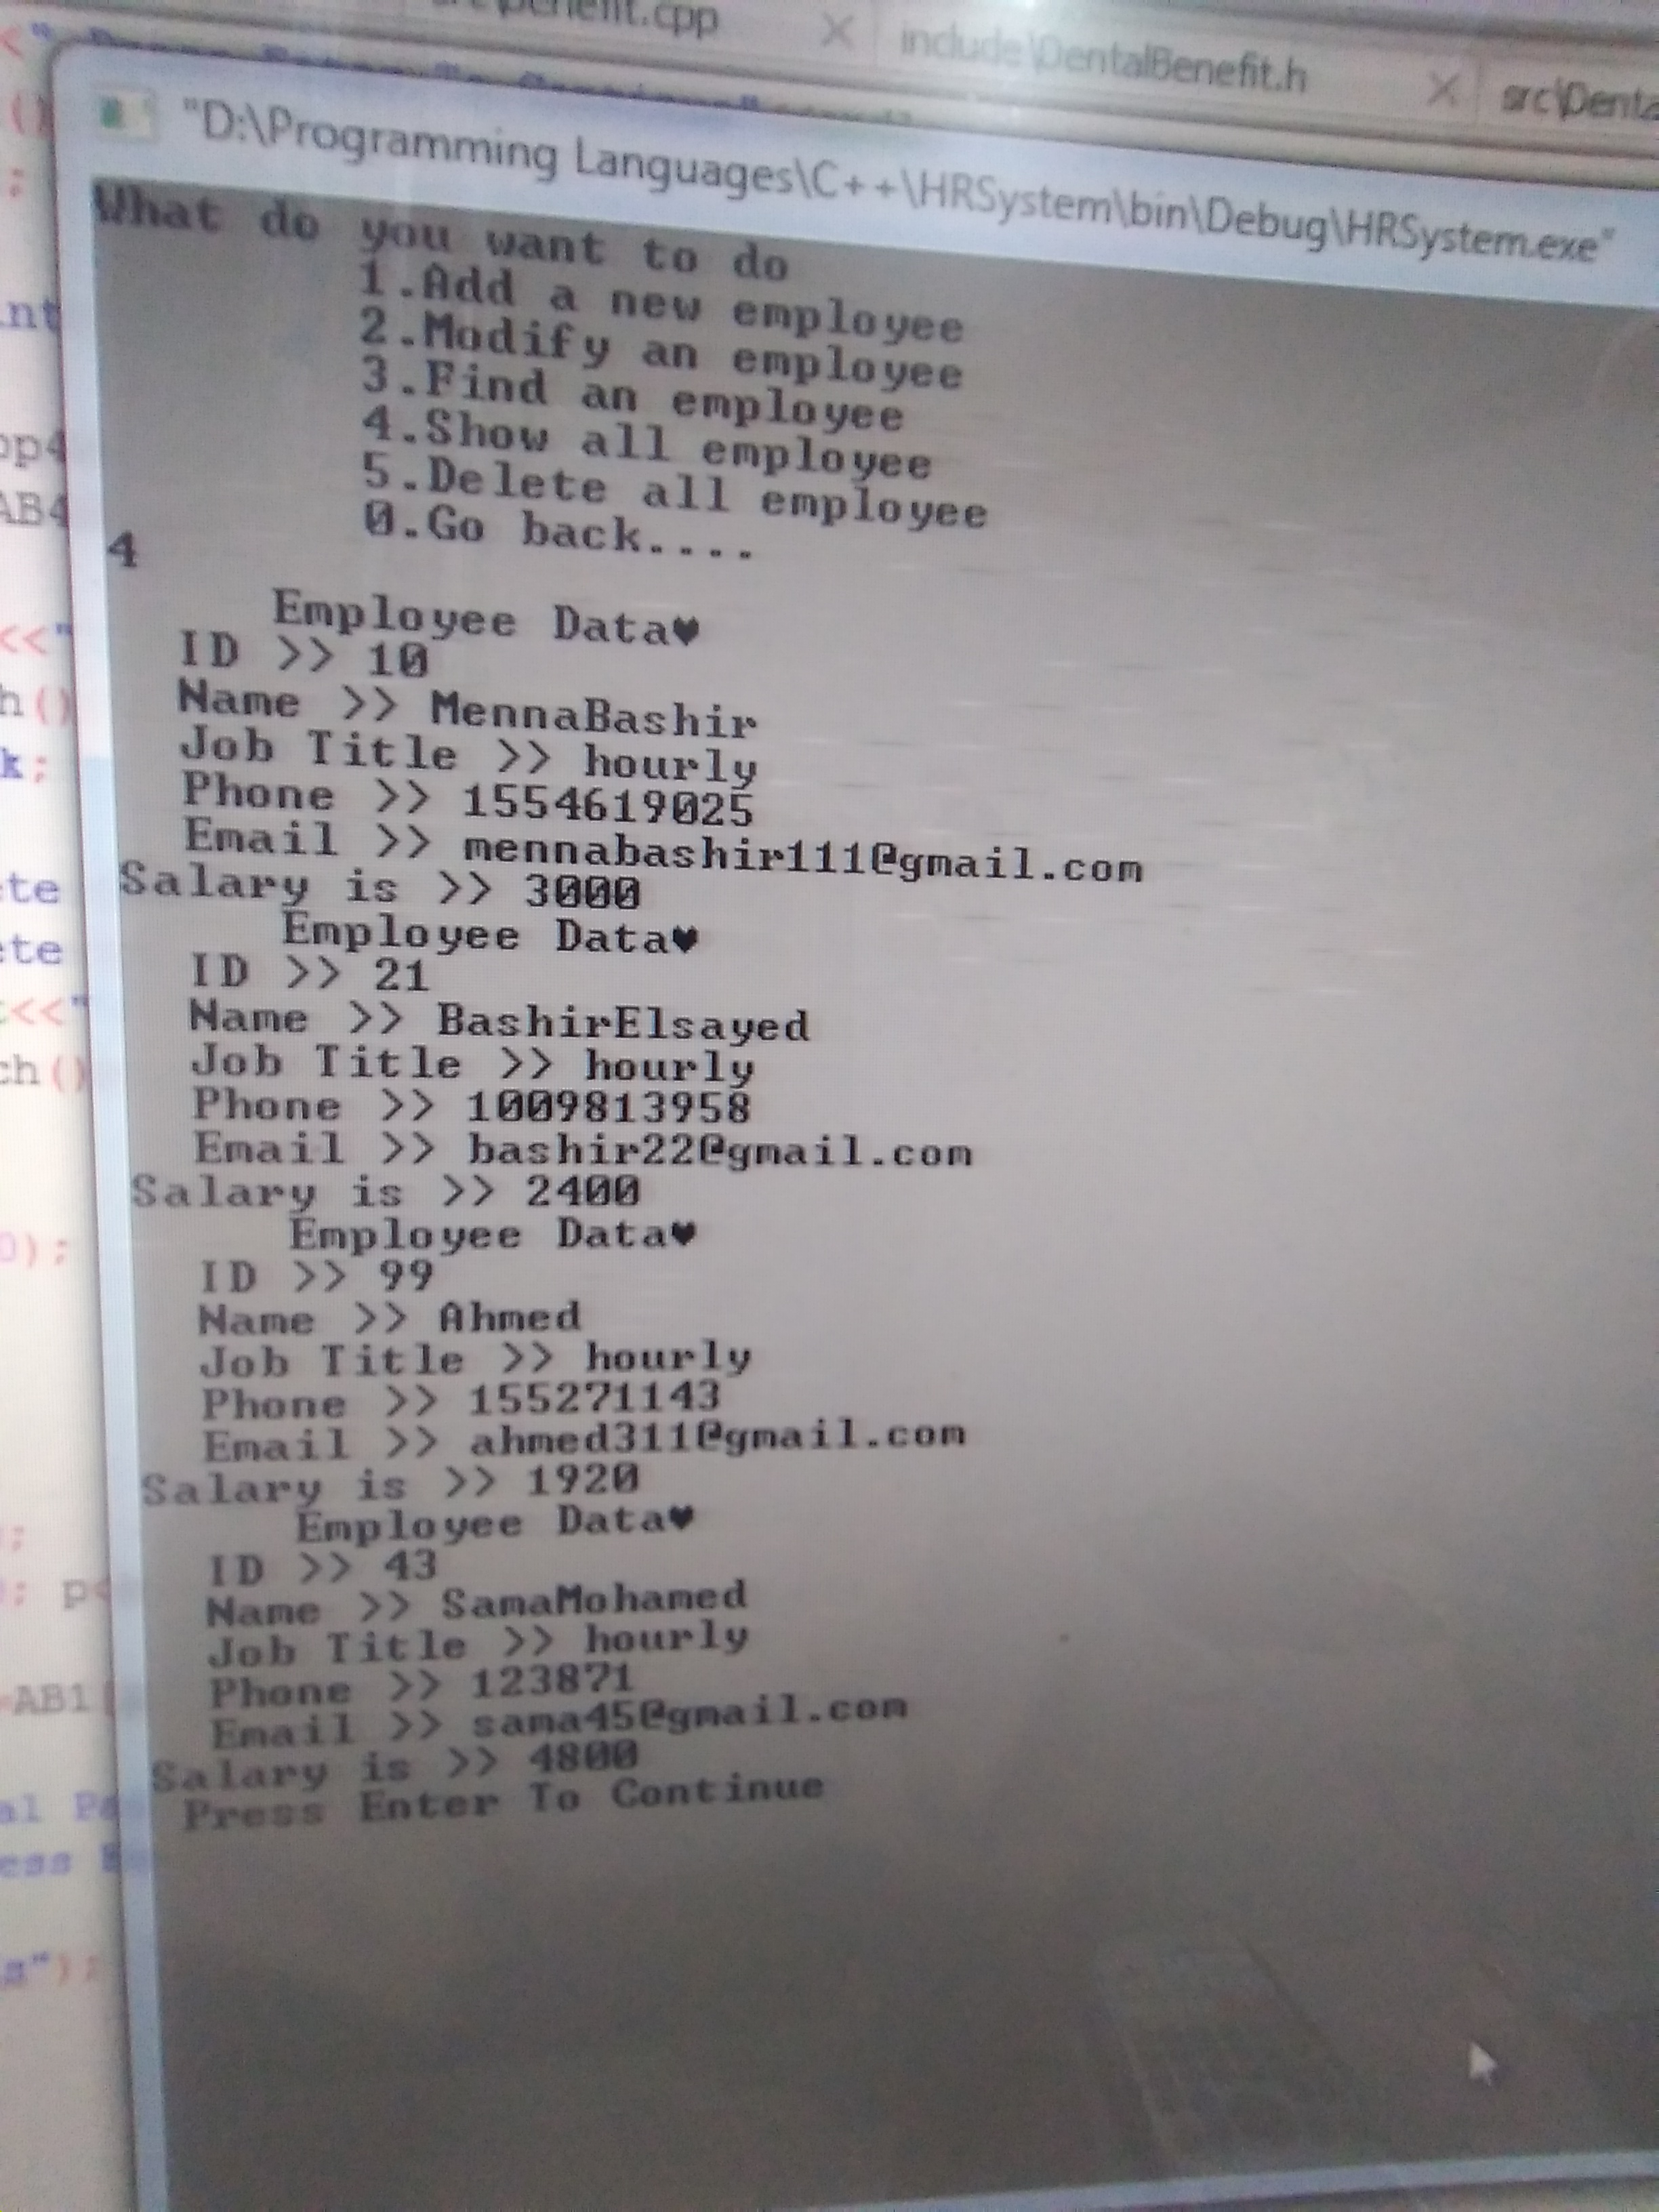 include\DentalBenefit.h
"D:\Programming Languages\C++\HRSystem\bin\Debug\HRSystem.exe"
What do you want to do
1.Add a new employee
2.Modify an employee
3.Find an employee
4.Show all employee
5.Delete all employee
0.Go back....
4
Employee Data♥
ID >> 10
Name >> MennaBashir
Job Title >> hourly
Phone >> 1554619025
Email >> mennabashir111@gmail.com
Salary is >> 3000
Employee Data♥
ID >> 21
Name >> BashirElsayed
Job Title >> hourly
Phone >> 1009813958
Email >> bashir22@gmail.com
Salary is >> 2400
Employee Data♥
ID >> 99
Name >> Ahmed
Job Title >> hourly
Phone >> 155271143
Email >> ahmed311@gmail.com
Salary is >> 1920
Employee Data♥
ID >> 43
Name >> SamaMohamed
Job Title >> hourly
Phone >> 123871
Email >> sama45@gmail.com
Salary is >> 4800
Press Enter To Continue